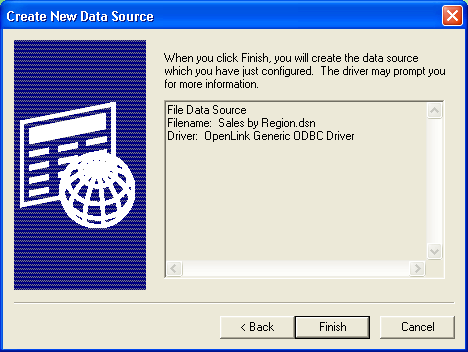 Create New Data Source
When you click Finish, you will create the data source
which you have just configured.  The driver may prompt you
for more information.
File Data Source
Filename:  Sales by Region.dsn
Driver:  OpenLink Generic ODBC Driver
< Back
Finish
Cancel